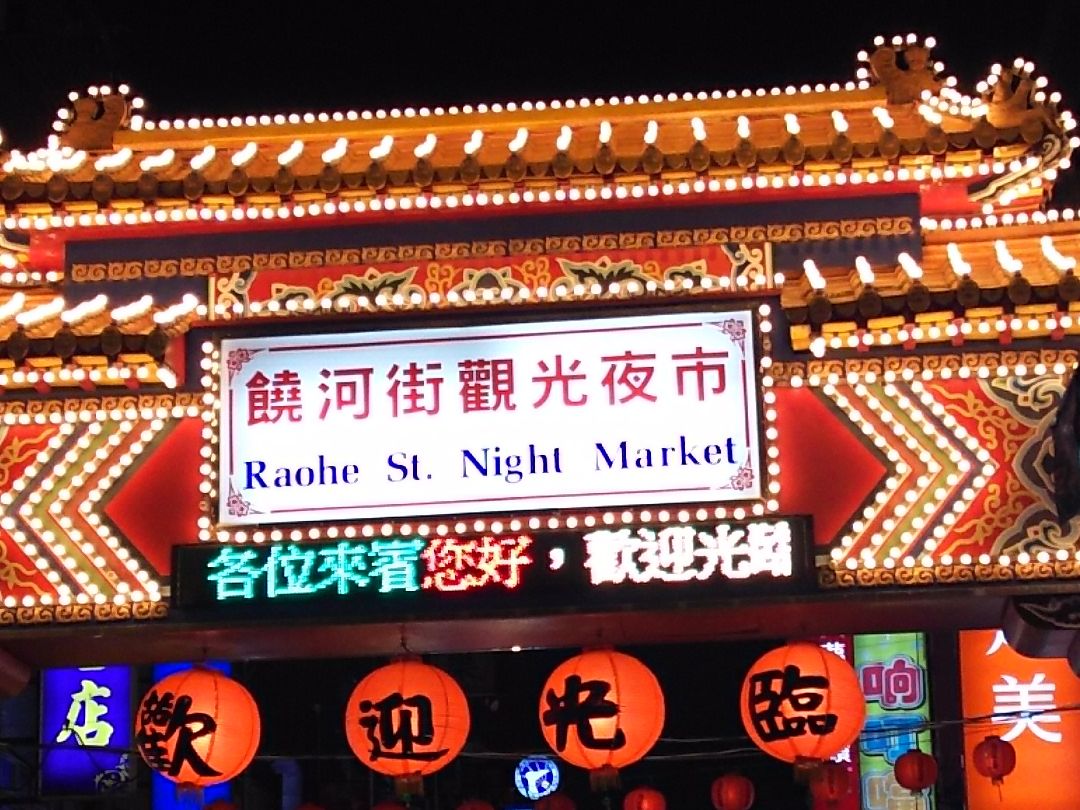 饒河街觀光夜市
Raohe St. Night Market
各位來賓您好，歡迎光臨
歡迎光臨
店
响
美